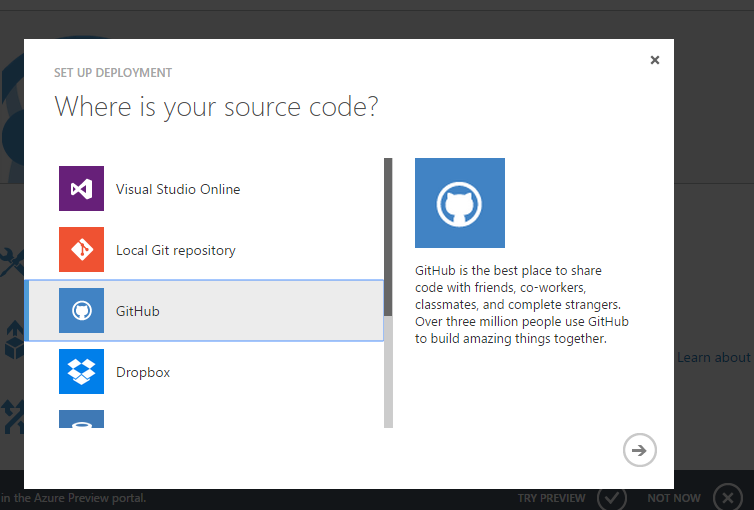 SET UP DEPLOYMENT
Where is your source code?
Visual Studio Online
Local Git repository
GitHub
Dropbox
GitHub is the best place to share
code with friends, co-workers,
classmates, and complete strangers.
Over three million people use GitHub
to build amazing things together.
Learn about
in the Azure Preview portal.
TRY PREVIEW
NOT NOW